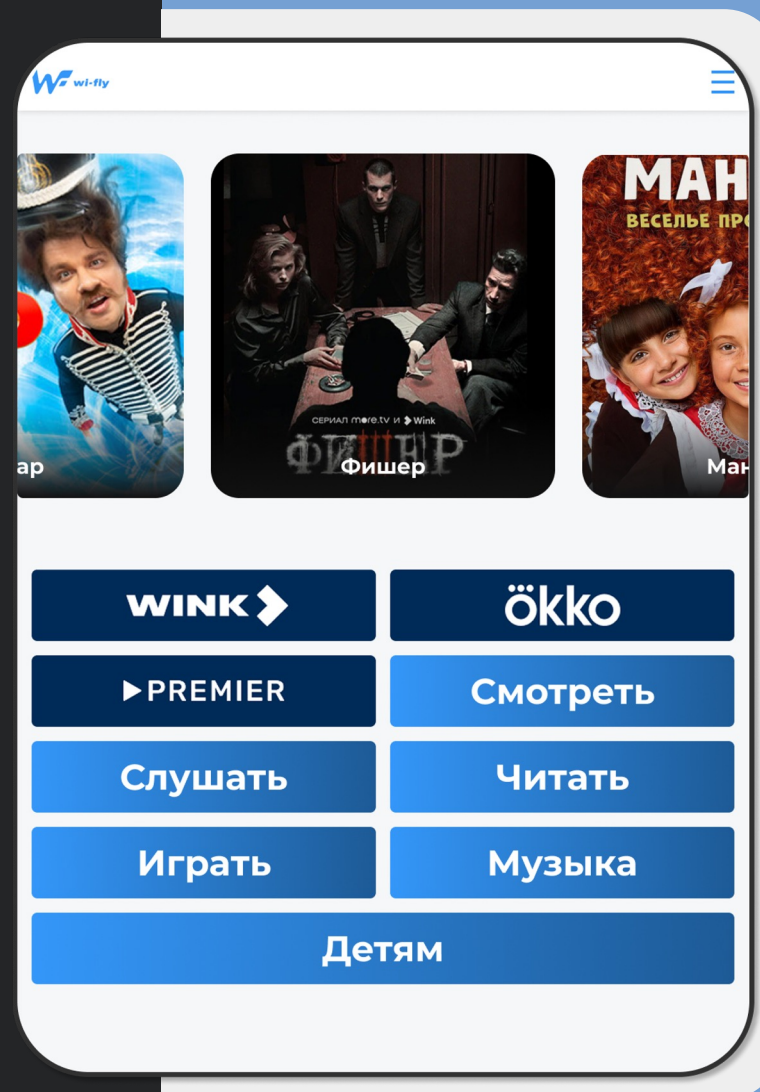 wi-fly
ар
СЕРИАЛ more.tv И Wink
ФИШЕР
Фишер
МАН
ВЕСЕЛЬЕ ПРО
Ман
WINK
ökko
PREMIER
Смотреть
Слушать
Читать
Играть
Музыка
Детям